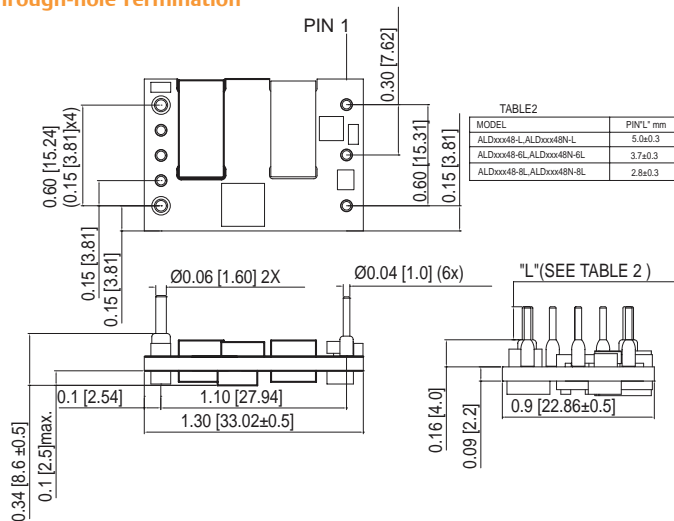 rough-hole Termination
PIN 1
0.30 [7.62]
0.60 [15.24]
(0.15 [3.81]x4)
0.60 [15.31]
0.15 [3.81]
0.15 [3.81]
0.15 [3.81]
TABLE2
MODEL PIN"L" mm
ALDxxx48-L,ALDxxx48N-L 5.0±0.3
ALDxxx48-6L,ALDxxx48N-6L 3.7±0.3
ALDxxx48-8L,ALDxxx48N-8L 2.8±0.3
Ø0.06 [1.60] 2X
Ø0.04 [1.0] (6x)
"L"(SEE TABLE 2 )
0.1 [2.54]
1.10 [27.94]
1.30 [33.02±0.5]
0.34 [8.6 ±0.5]
0.1 [2.5]max.
0.16 [4.0]
0.09 [2.2]
0.9 [22.86±0.5]